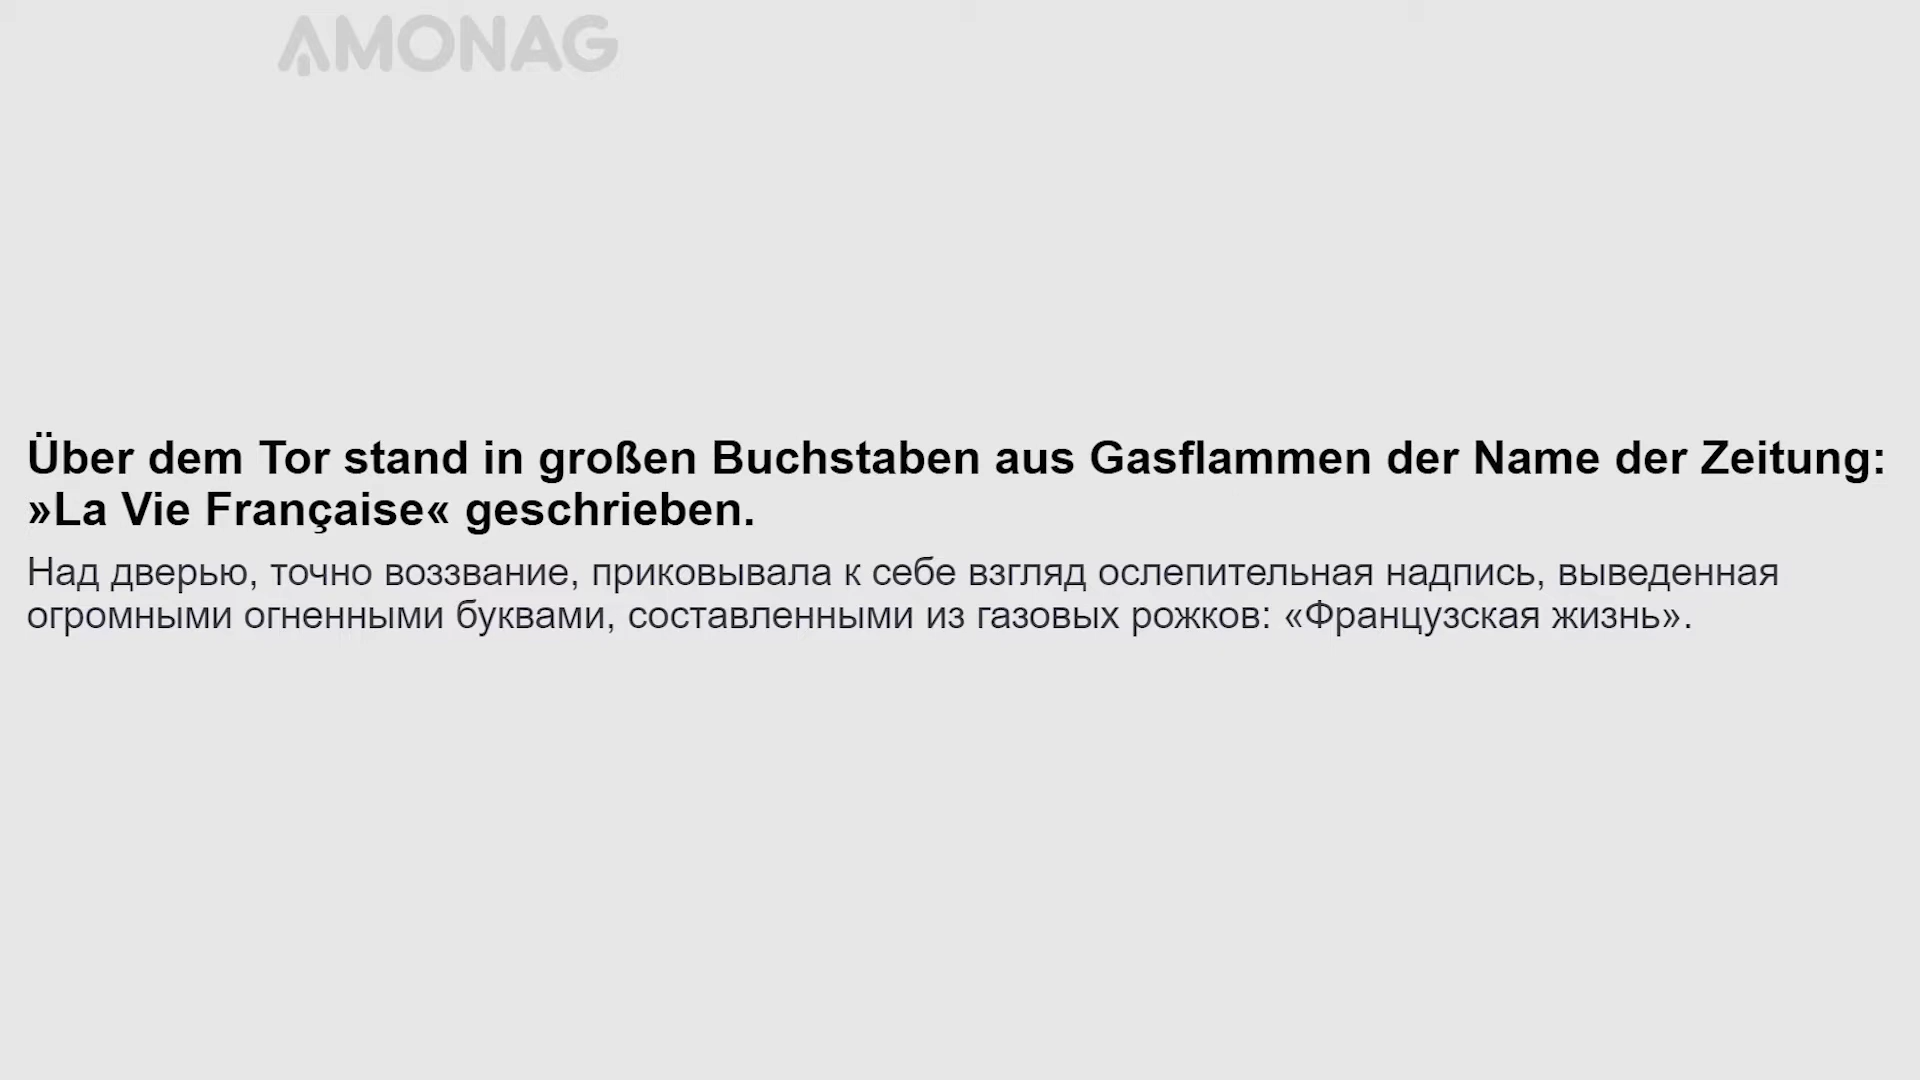 AMONAG
Über dem Tor stand in großen Buchstaben aus Gasflammen der Name der Zeitung:
»La Vie Française« geschrieben.
Над дверью, точно воззвание, приковывала к себе взгляд ослепительная надпись, выведенная
огромными огненными буквами, составленными из газовых рожков: «Французская жизнь».